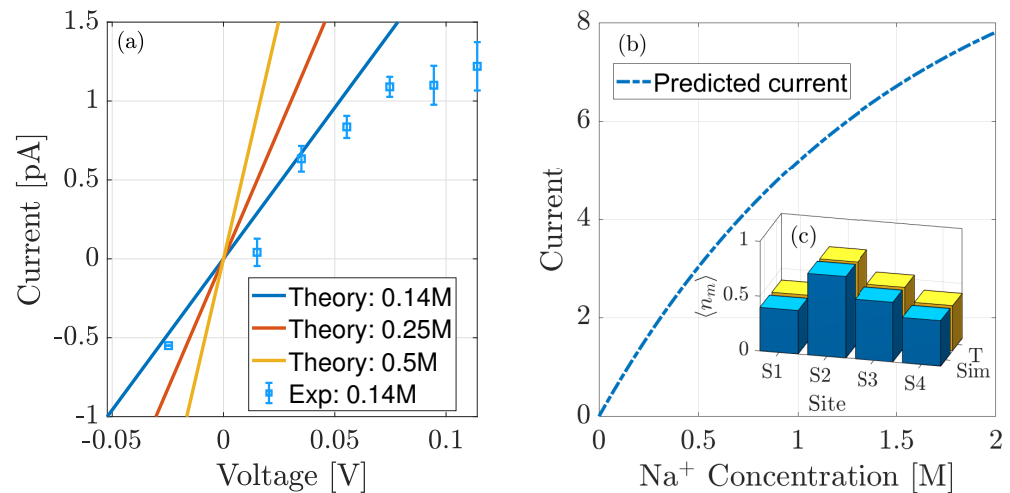 (a)
1.5
1
0.5
0
-0.5
-1
Current [pA]
-0.05
0
0.05
0.1
Voltage [V]
Theory: 0.14M
Theory: 0.25M
Theory: 0.5M
Exp: 0.14M
(b)
Predicted current
8
6
4
2
0
Current
0
0.5
1
1.5
2
Na⁺ Concentration [M]
(c)
1
0.5
0
⟨nₘ⟩
S1
S2
S3
S4
Site
T
Sim